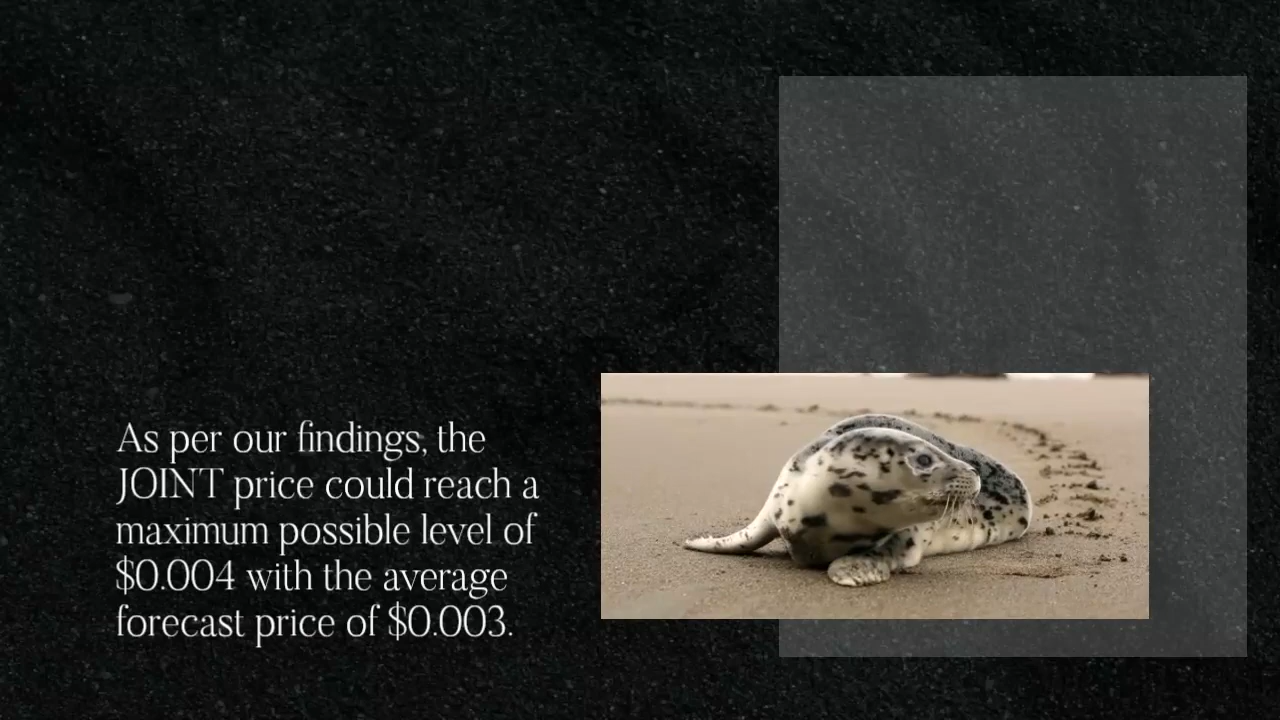 As per our findings, the
JOINT price could reach a
maximum possible level of
$0.004 with the average
forecast price of $0.003.